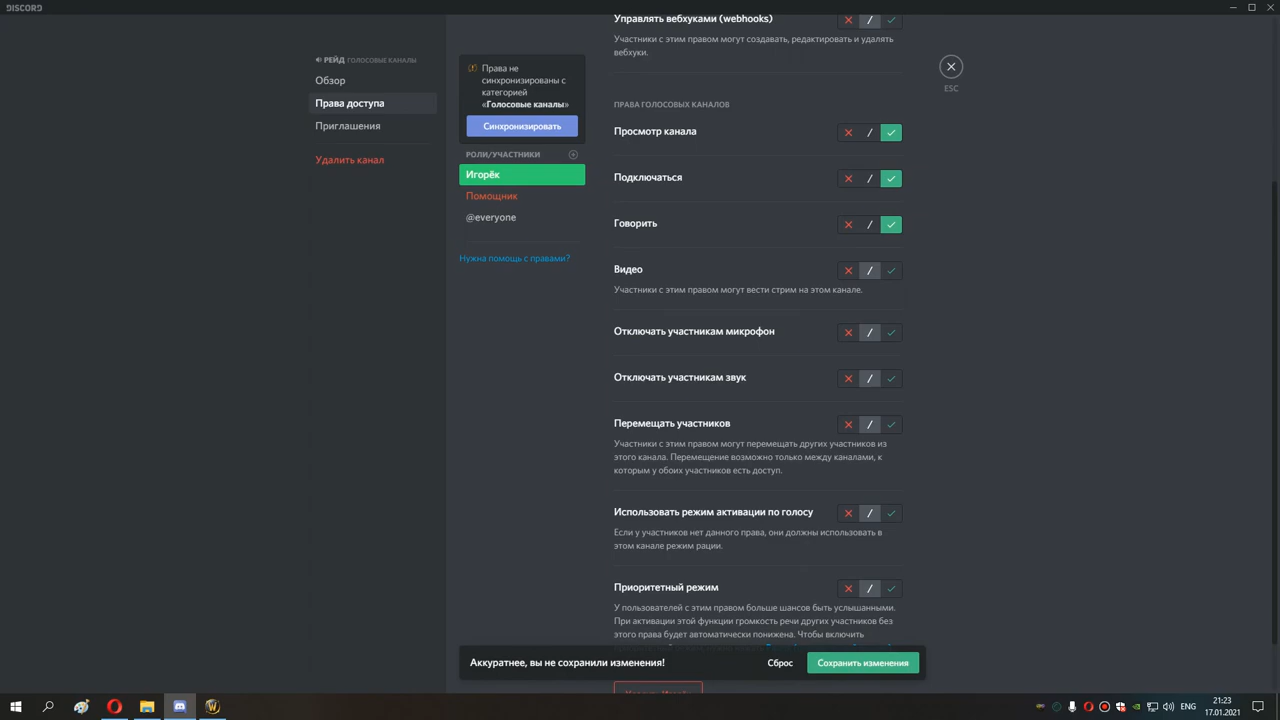 DISCORD
РЕЙД ГОЛОСОВЫЕ КАНАЛЫ
Обзор
Права доступа
Приглашения
Удалить канал
Права не
синхронизированы с
категорией
«Голосовые каналы»
Синхронизировать
РОЛИ/УЧАСТНИКИ
Игорёк
Помощник
@everyone
Нужна помощь с правами?
Управлять вебхуками (webhooks)
Участники с этим правом могут создавать, редактировать и удалять
вебхуки.
ПРАВА ГОЛОСОВЫХ КАНАЛОВ
Просмотр канала
Подключаться
Говорить
Видео
Участники с этим правом могут вести стрим на этом канале.
Отключать участникам микрофон
Отключать участникам звук
Перемещать участников
Участники с этим правом могут перемещать других участников из
этого канала. Перемещение возможно только между каналами, к
которым у обоих участников есть доступ.
Использовать режим активации по голосу
Если у участников нет данного права, они должны использовать в
этом канале режим рации.
Приоритетный режим
У пользователей с этим правом больше шансов быть услышанными.
При активации этой функции громкость речи других участников без
этого права будет автоматически понижена. Чтобы включить
Аккуратнее, вы не сохранили изменения!
Сброс
Сохранить изменения
ESC
ENG
21:23
17.01.2021